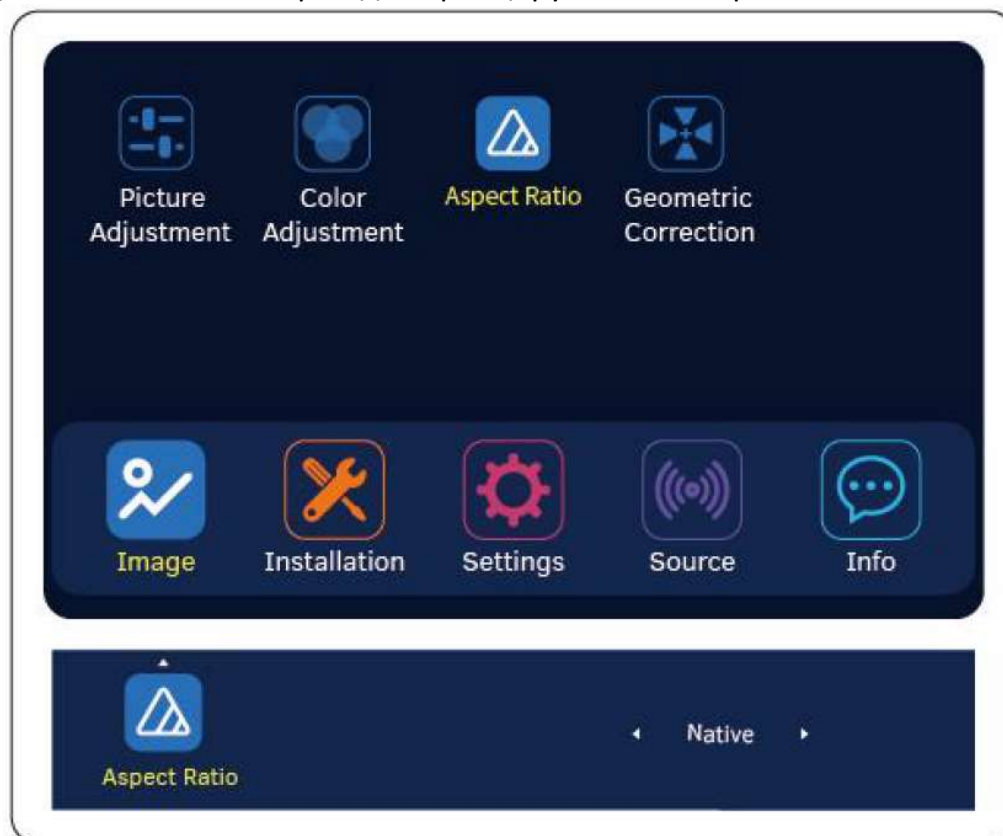 Picture
Adjustment
Color
Adjustment
Aspect Ratio
Geometric
Correction
Image
Installation
Settings
Source
Info
Aspect Ratio
Native